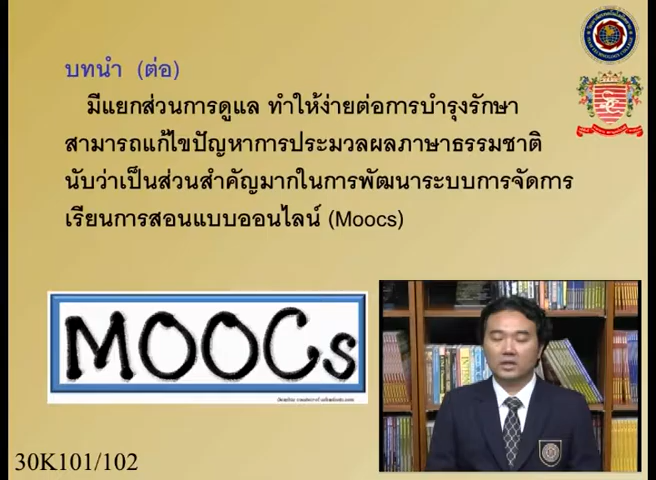 บทนำ (ต่อ)
มีแยกส่วนการดูแล ทำให้ง่ายต่อการบำรุงรักษา
สามารถแก้ไขปัญหาการประมวลผลภาษาธรรมชาติ
นับว่าเป็นส่วนสำคัญมากในการพัฒนาระบบการจัดการ
เรียนการสอนแบบออนไลน์ (Moocs)
MOOCs
30K101/102